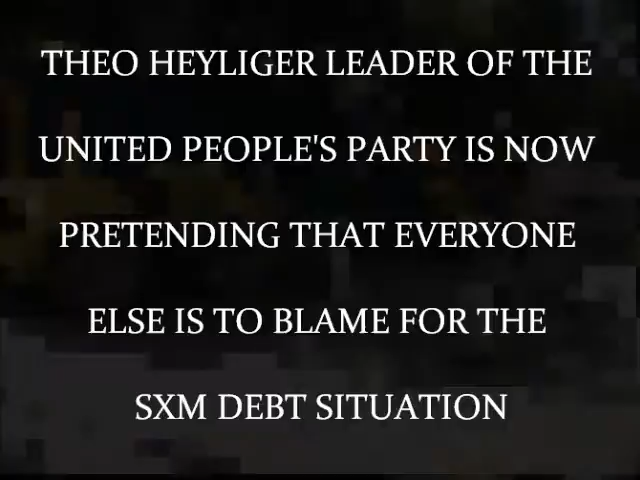 THEO HEYLIGER LEADER OF THE
UNITED PEOPLE'S PARTY IS NOW
PRETENDING THAT EVERYONE
ELSE IS TO BLAME FOR THE
SXM DEBT SITUATION